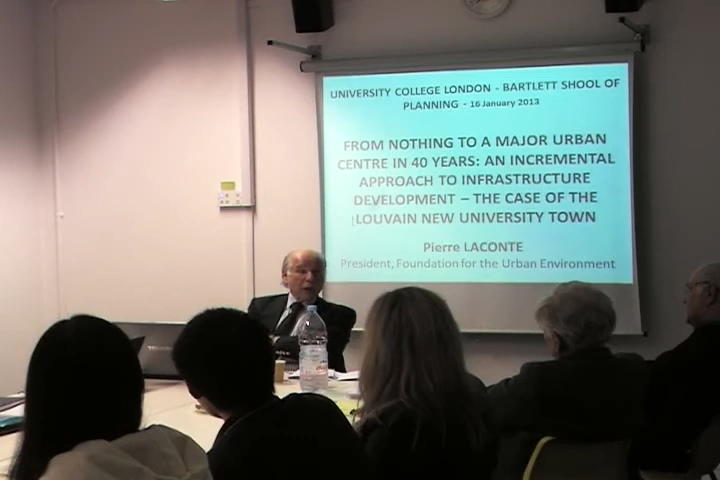 UNIVERSITY COLLEGE LONDON - BARTLETT SHOOL OF
PLANNING - 16 January 2013
FROM NOTHING TO A MAJOR URBAN
CENTRE IN 40 YEARS: AN INCREMENTAL
APPROACH TO INFRASTRUCTURE
DEVELOPMENT – THE CASE OF THE
LOUVAIN NEW UNIVERSITY TOWN
Pierre LACONTE
President, Foundation for the Urban Environment